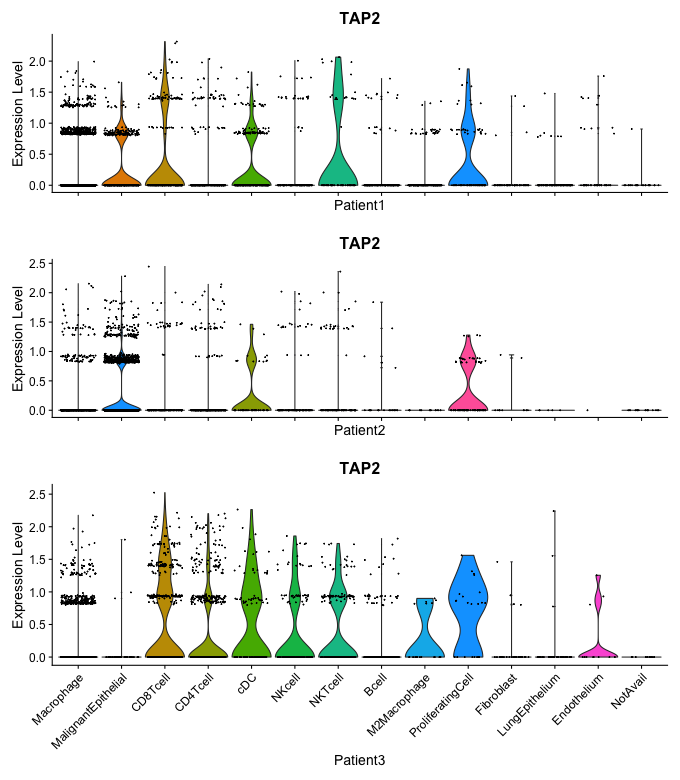 TAP2
Expression Level
2.0
1.5
1.0
0.5
0.0
Patient1
TAP2
Expression Level
2.5
2.0
1.5
1.0
0.5
0.0
Patient2
TAP2
Expression Level
2.5
2.0
1.5
1.0
0.5
0.0
Macrophage
MalignantEpithelial
CD8Tcell
CD4Tcell
cDC
NKcell
NKTcell
Bcell
M2Macrophage
ProliferatingCell
Fibroblast
LungEpithelium
Endothelium
NotAvail
Patient3